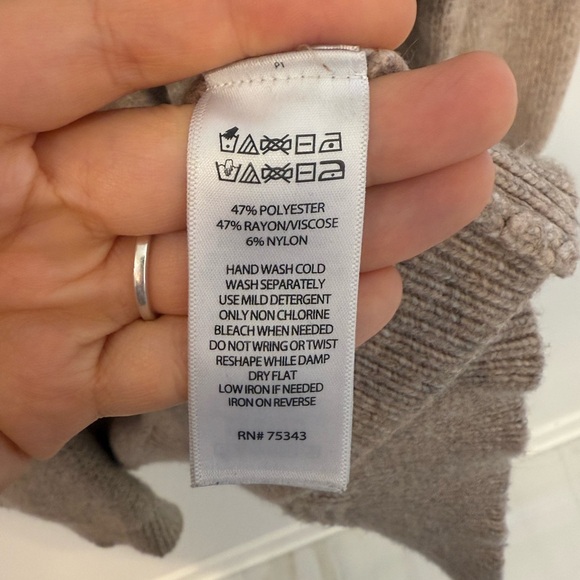 47% POLYESTER
47% RAYON/VISCOSE
6% NYLON
HAND WASH COLD
WASH SEPARATELY
USE MILD DETERGENT
ONLY NON CHLORINE
BLEACH WHEN NEEDED
DO NOT WRING OR TWIST
RESHAPE WHILE DAMP
DRY FLAT
LOW IRON IF NEEDED
IRON ON REVERSE
RN# 75343